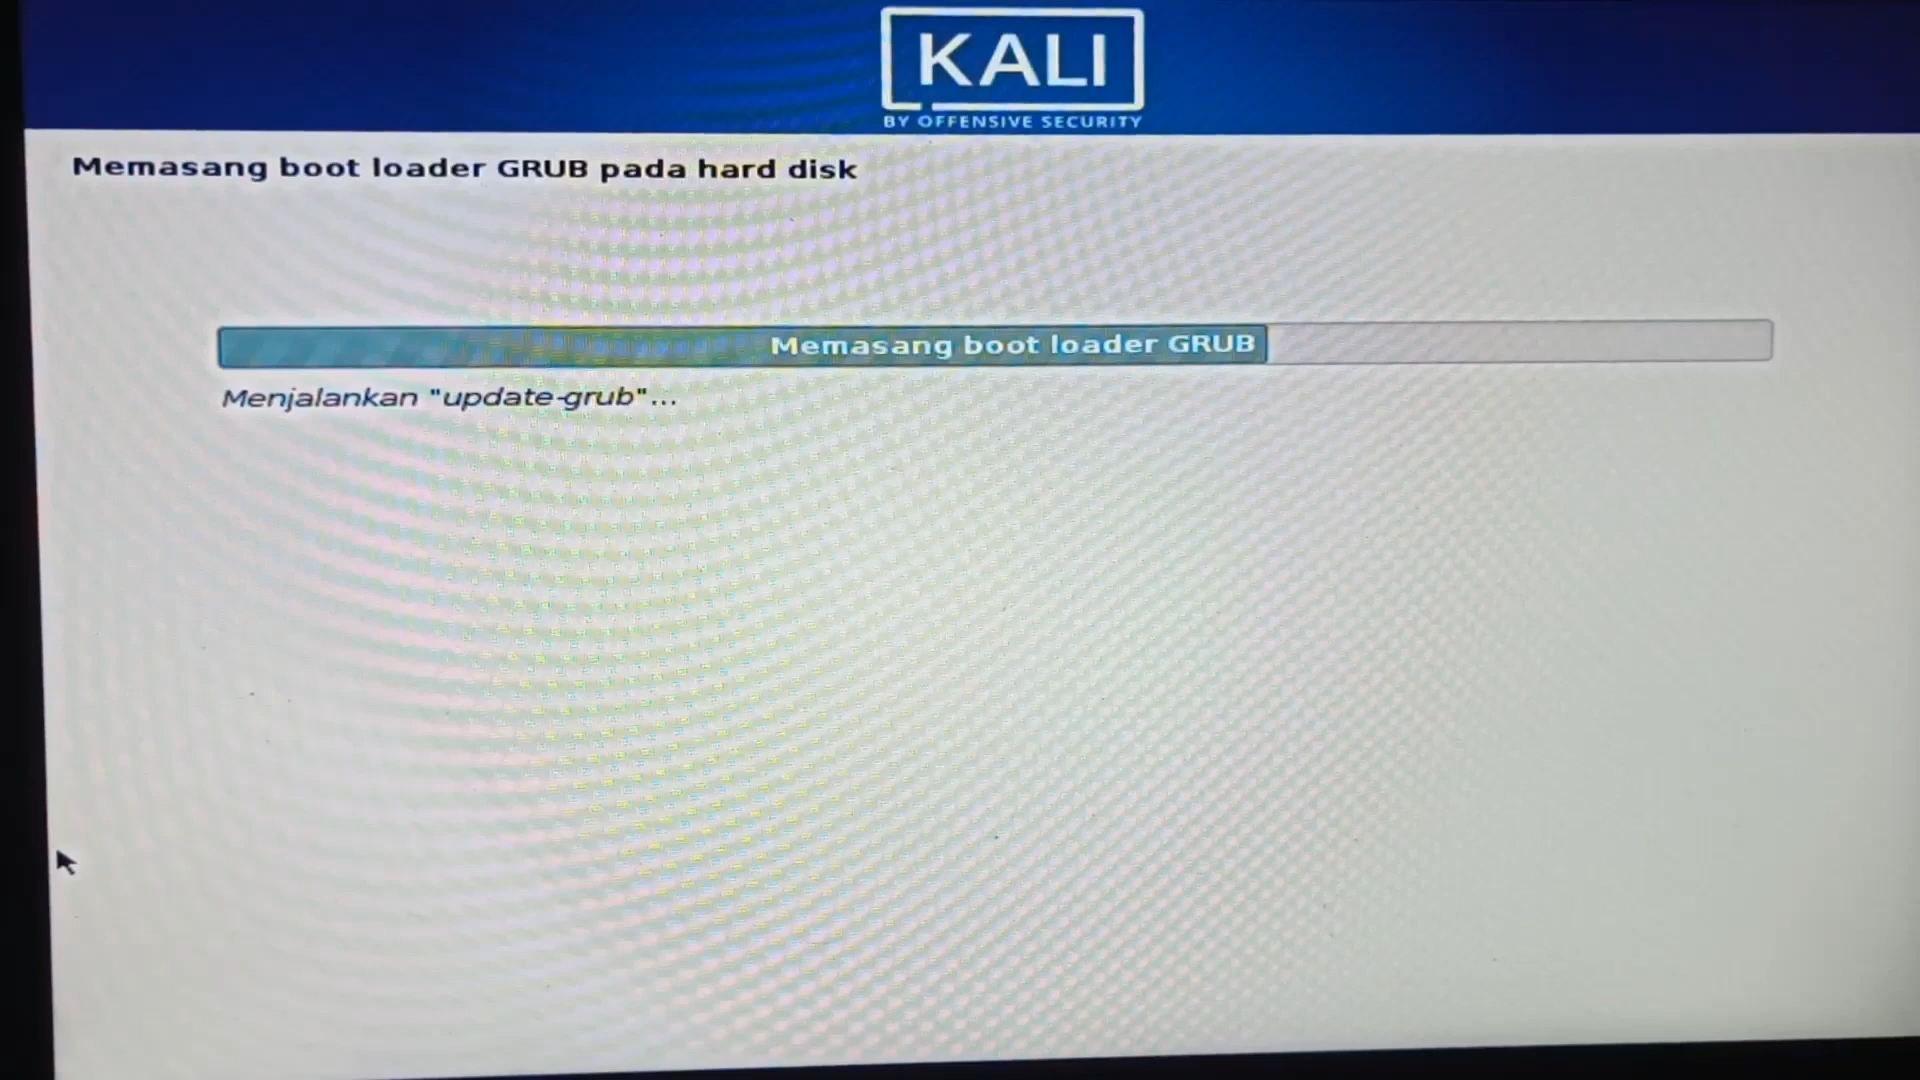 KALI
BY OFFENSIVE SECURITY
Memasang boot loader GRUB pada hard disk
Memasang boot loader GRUB
Menjalankan "update-grub"...